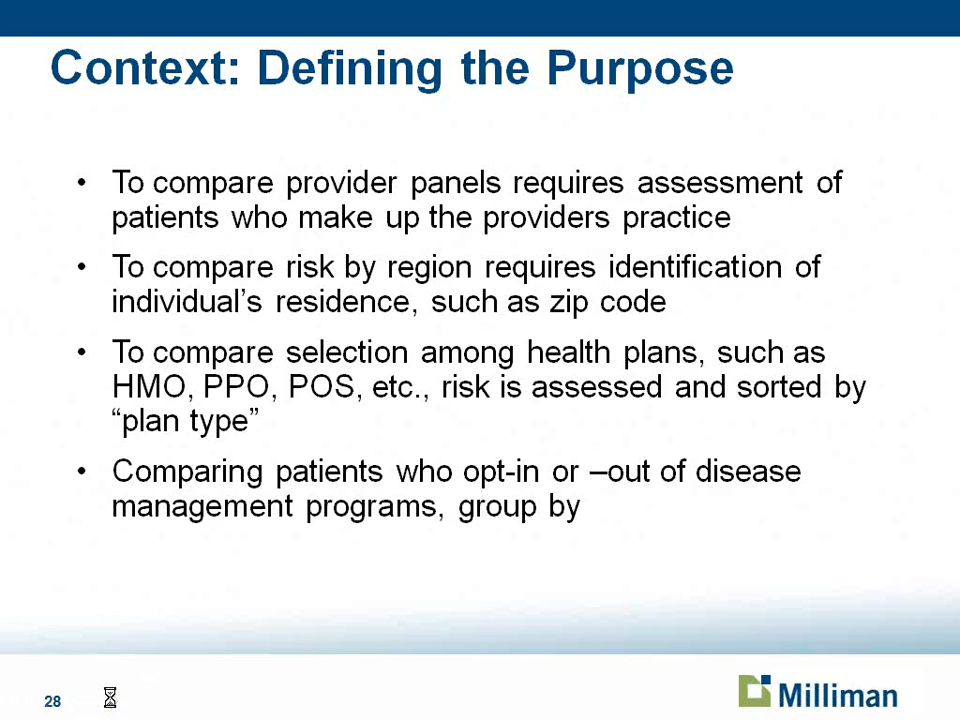 Context: Defining the Purpose
• To compare provider panels requires assessment of
patients who make up the providers practice
• To compare risk by region requires identification of
individual’s residence, such as zip code
• To compare selection among health plans, such as
HMO, PPO, POS, etc., risk is assessed and sorted by
“plan type”
• Comparing patients who opt-in or –out of disease
management programs, group by
28
Milliman